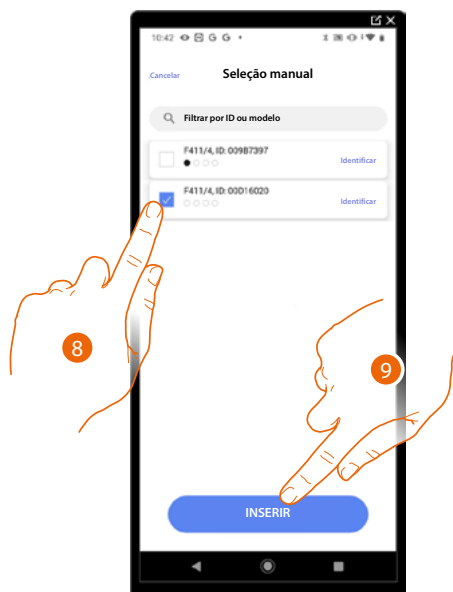 10:42 G G
Cancelar
Seleção manual
Filtrar por ID ou modelo
F411/4, ID: 009B7397
Identificar
F411/4, ID: 00D16020
Identificar
8
9
INSERIR